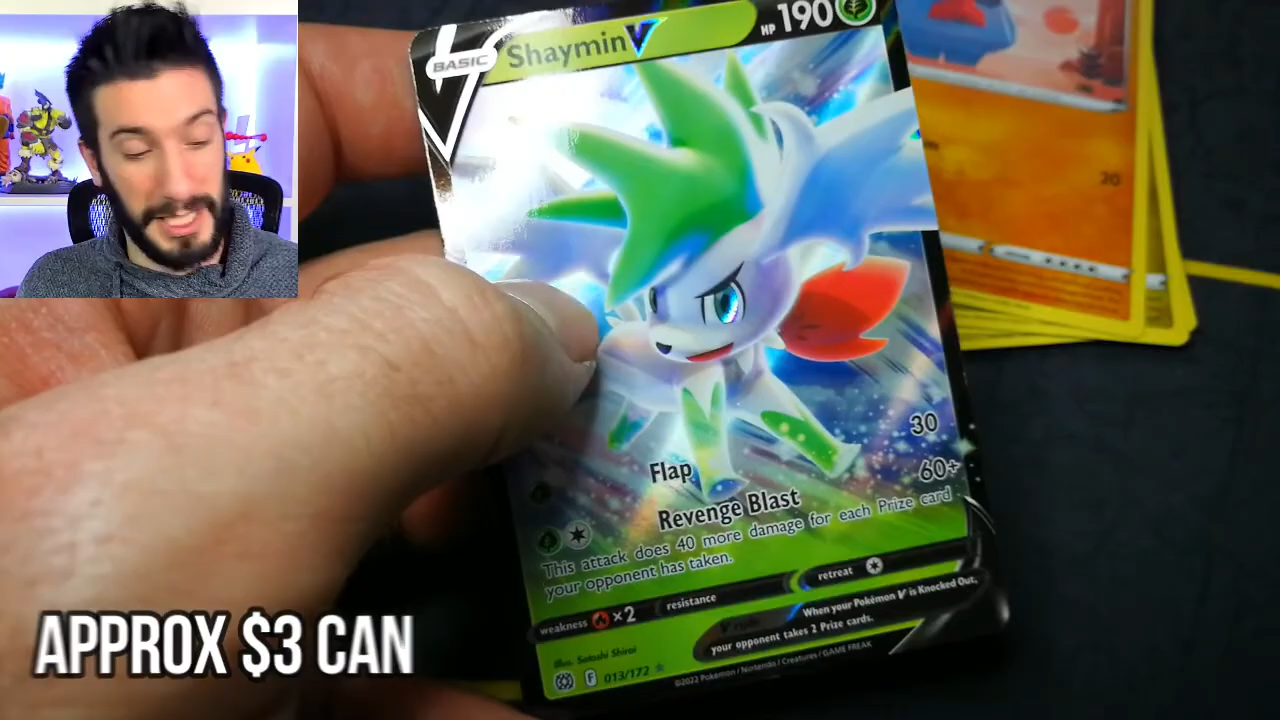 BASIC Shaymin V HP 190
20
Flap 30
Revenge Blast 60+
This attack does 40 more damage for each Prize card
your opponent has taken.
weakness ×2 resistance retreat
When your Pokémon V is Knocked Out,
your opponent takes 2 Prize cards.
Illus. Satoshi Shirai
F 013/172
©2022 Pokémon / Nintendo / Creatures / GAME FREAK
APPROX $3 CAN